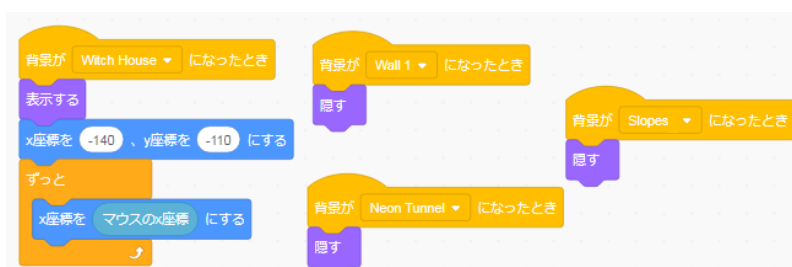 背景が Witch House になったとき
表示する
x座標を -140 、y座標を -110 にする
ずっと
x座標を マウスのx座標 にする
背景が Wall 1 になったとき
隠す
背景が Neon Tunnel になったとき
隠す
背景が Slopes になったとき
隠す